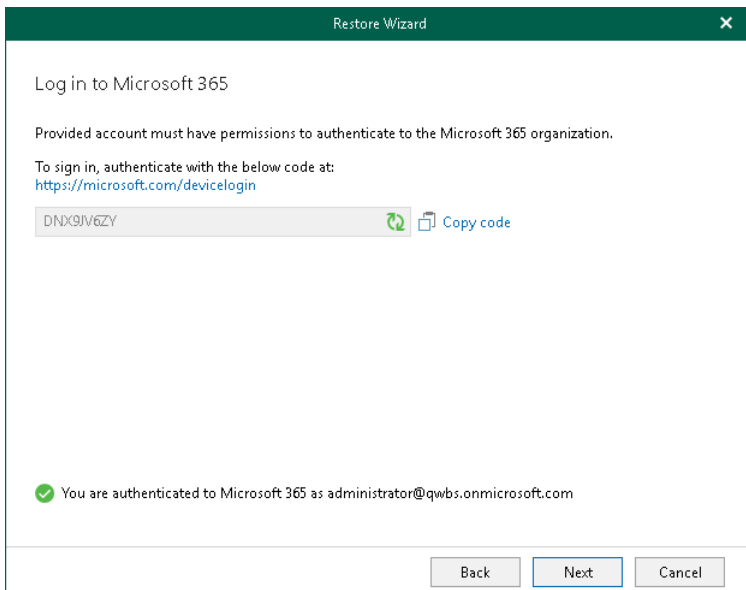 Restore Wizard
Log in to Microsoft 365
Provided account must have permissions to authenticate to the Microsoft 365 organization.
To sign in, authenticate with the below code at:
https://microsoft.com/devicelogin
DNX9JV6ZY Copy code
You are authenticated to Microsoft 365 as administrator@qwbs.onmicrosoft.com
Back Next Cancel